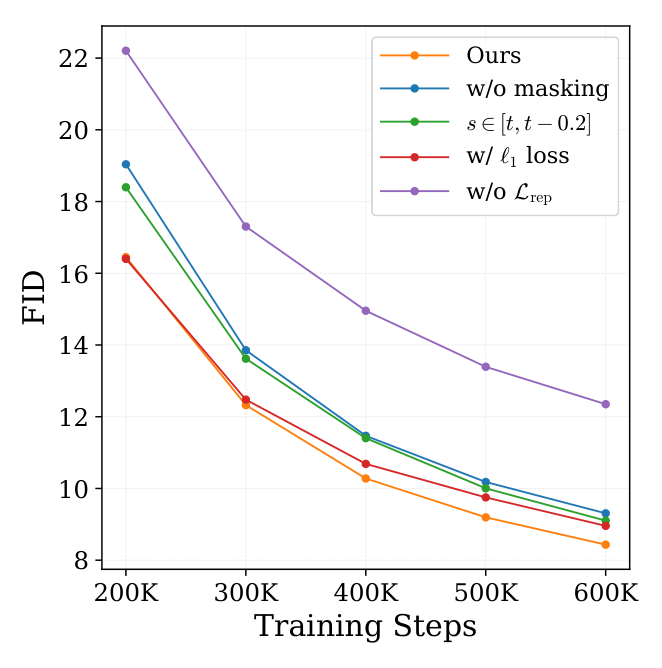 Ours
w/o masking
s ∈ [t, t − 0.2]
w/ ℓ₁ loss
w/o ℒ_rep
22
20
18
16
14
12
10
8
FID
200K 300K 400K 500K 600K
Training Steps